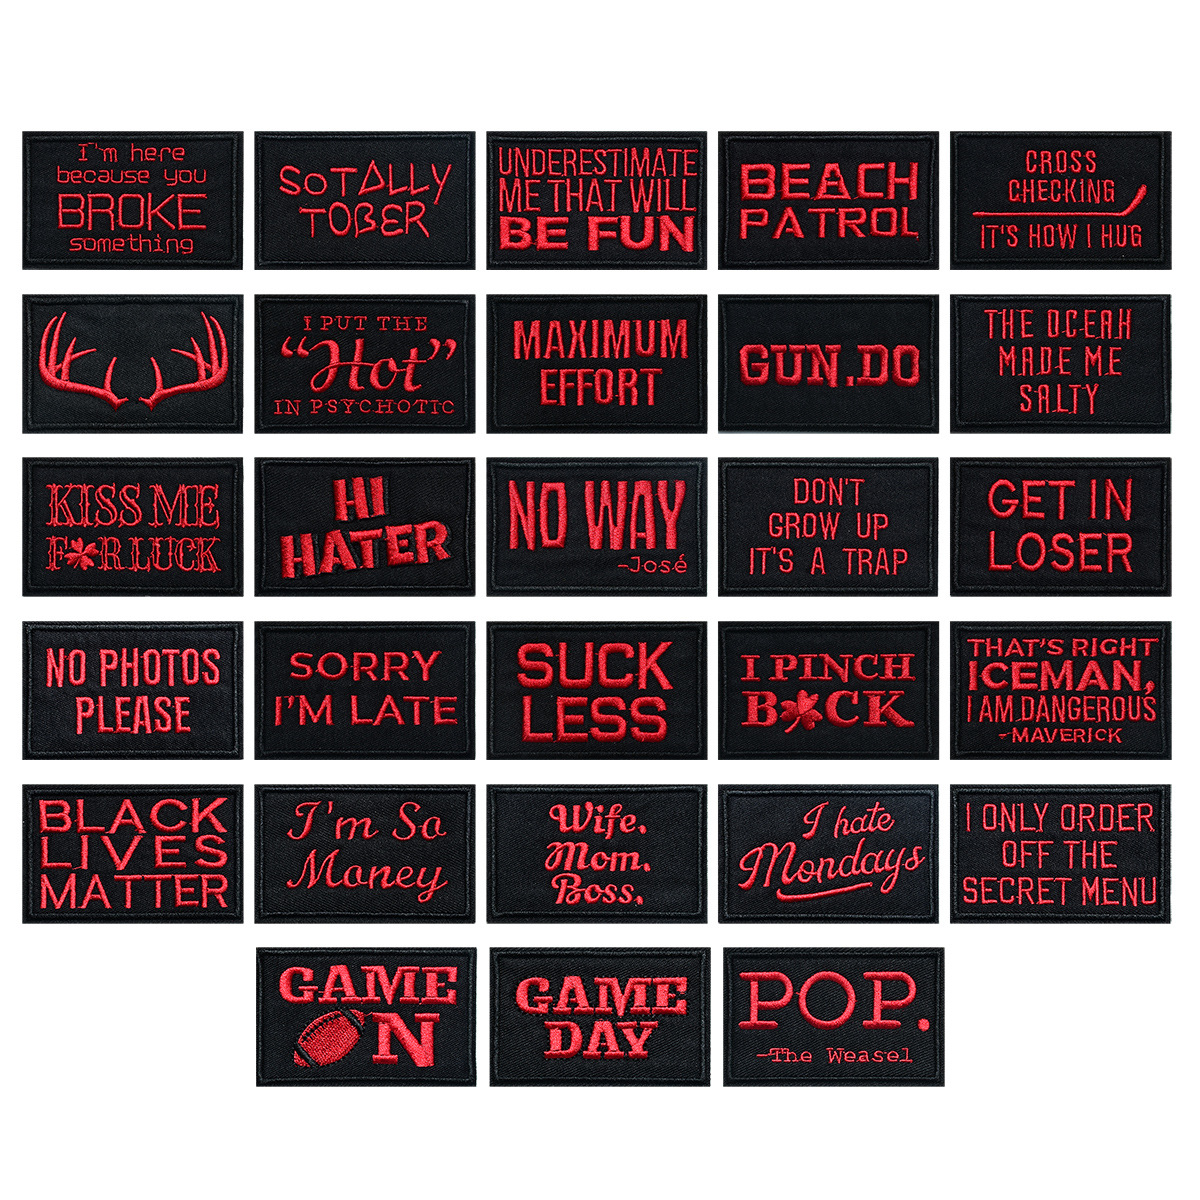 I'm here
because you
BROKE
something
SoTALLY
TOBER
UNDERESTIMATE
ME THAT WILL
BE FUN
BEACH
PATROL
CROSS
CHECKING
IT'S HOW I HUG
I PUT THE
"Hot"
IN PSYCHOTIC
MAXIMUM
EFFORT
GUN.DO
THE OCEAN
MADE ME
SALTY
KISS ME
F☘R LUCK
HI
HATER
NO WAY
-José
DON'T
GROW UP
IT'S A TRAP
GET IN
LOSER
NO PHOTOS
PLEASE
SORRY
I'M LATE
SUCK
LESS
I PINCH
B☘CK
THAT'S RIGHT
ICEMAN,
I AM DANGEROUS
-MAVERICK
BLACK
LIVES
MATTER
I'm So
Money
Wife.
Mom.
Boss.
I hate
Mondays
I ONLY ORDER
OFF THE
SECRET MENU
GAME
ON
GAME
DAY
POP.
-The Weasel